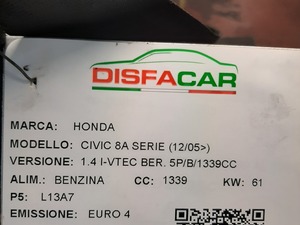 DISFACAR
MARCA: HONDA
MODELLO: CIVIC 8A SERIE (12/05>)
VERSIONE: 1.4 I-VTEC BER. 5P/B/1339CC
ALIM.: BENZINA CC: 1339 KW: 61
P5: L13A7
EMISSIONE: EURO 4